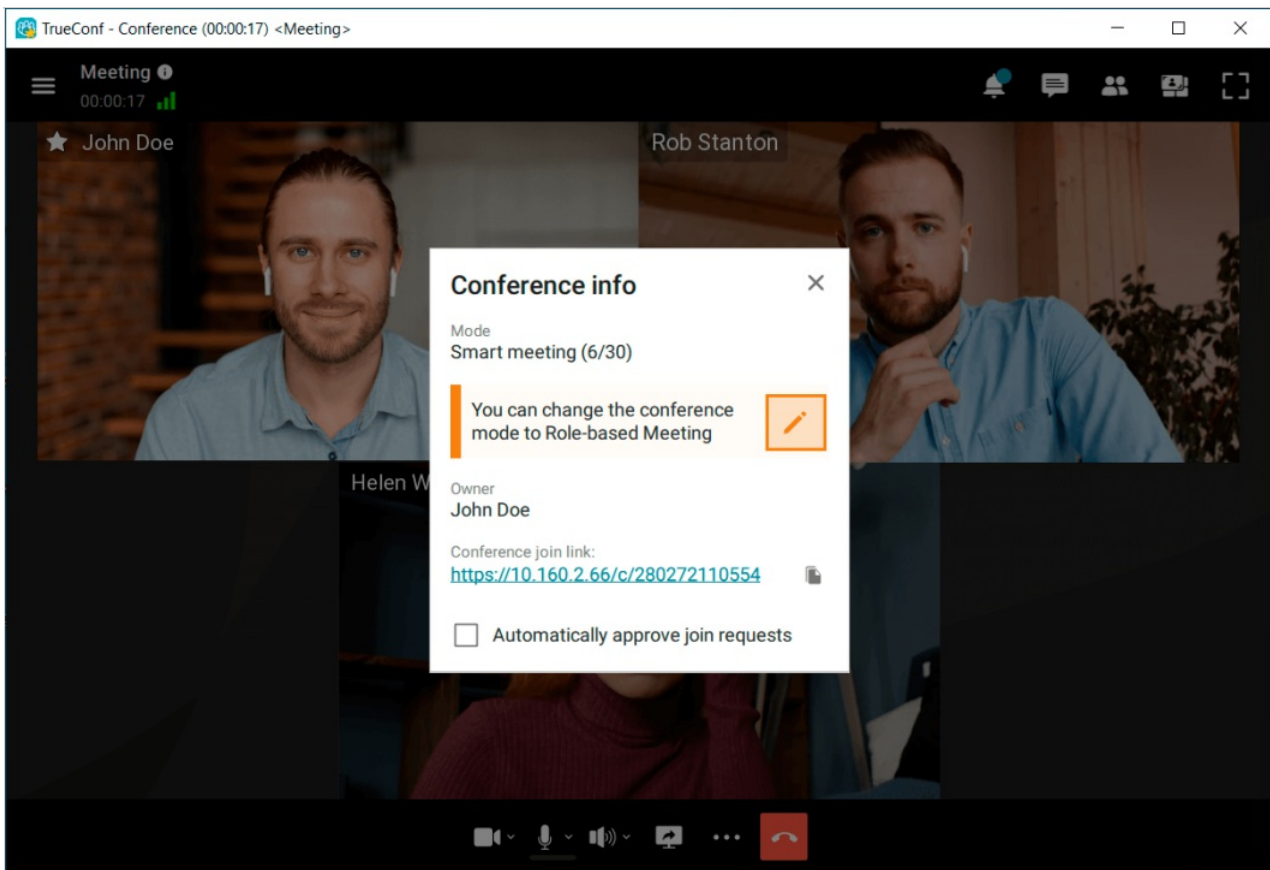 TrueConf - Conference (00:00:17) <Meeting>
Meeting
00:00:17
John Doe
Rob Stanton
Helen W
Conference info
Mode
Smart meeting (6/30)
You can change the conference
mode to Role-based Meeting
Owner
John Doe
Conference join link:
https://10.160.2.66/c/280272110554
Automatically approve join requests